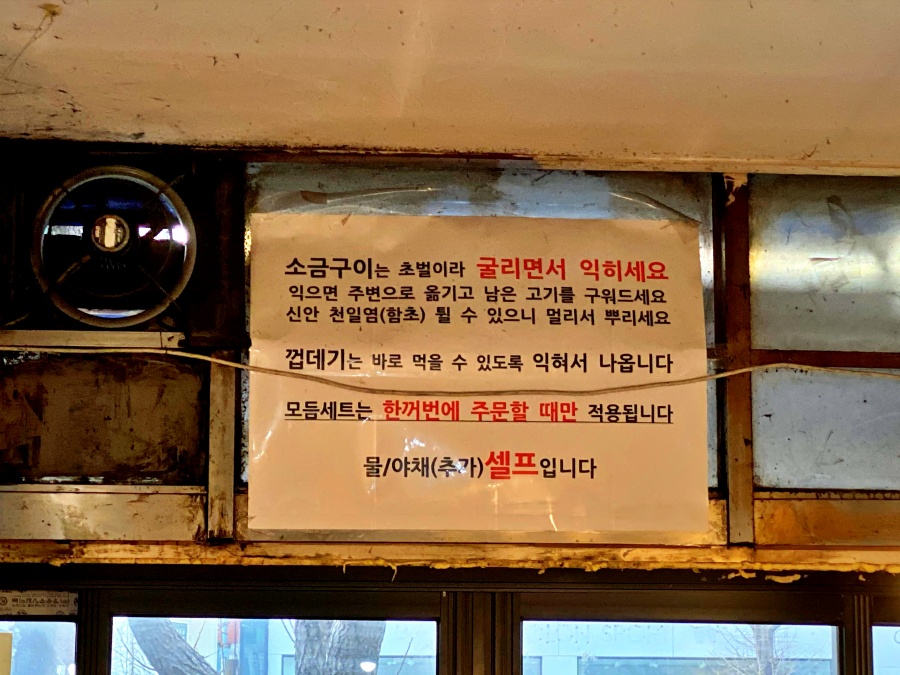 소금구이는 초벌이라 굴리면서 익히세요
익으면 주변으로 옮기고 남은 고기를 구워드세요
신안 천일염(함초) 튈 수 있으니 멀리서 뿌리세요
껍데기는 바로 먹을 수 있도록 익혀서 나옵니다
모듬세트는 한꺼번에 주문할 때만 적용됩니다
물/야채(추가)셀프입니다